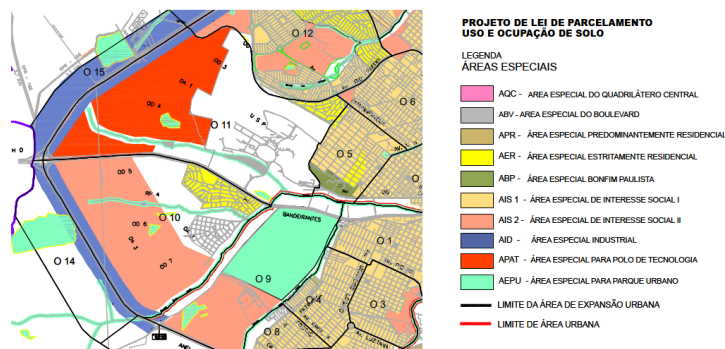 PROJETO DE LEI DE PARCELAMENTO
USO E OCUPAÇÃO DE SOLO
LEGENDA
ÁREAS ESPECIAIS
AQC - AREA ESPECIAL DO QUADRILÁTERO CENTRAL
ABV - AREA ESPECIAL DO BOULEVARD
APR - ÁREA ESPECIAL PREDOMINANTEMENTE RESIDENCIAL
AER - ÁREA ESPECIAL ESTRITAMENTE RESIDENCIAL
ABP - ÁREA ESPECIAL BONFIIM PAULISTA
AIS 1 - ÁREA ESPECIAL DE INTERESSE SOCIAL I
AIS 2 - ÁREA ESPECIAL DE INTERESSE SOCIAL II
AID - ÁREA ESPECIAL INDUSTRIAL
APAT - ÁREA ESPECIAL PARA POLO DE TECNOLOGIA
AEPU - ÁREA ESPECIAL PARA PARQUE URBANO
LIMITE DA ÁREA DE EXPANSÃO URBANA
LIMITE DE ÁREA URBANA
O 12
O 15
O 6
O 11
USP
O 5
O 10
BANDEIRANTES
O 14
O 1
O 9
O 4
O 3
O 8